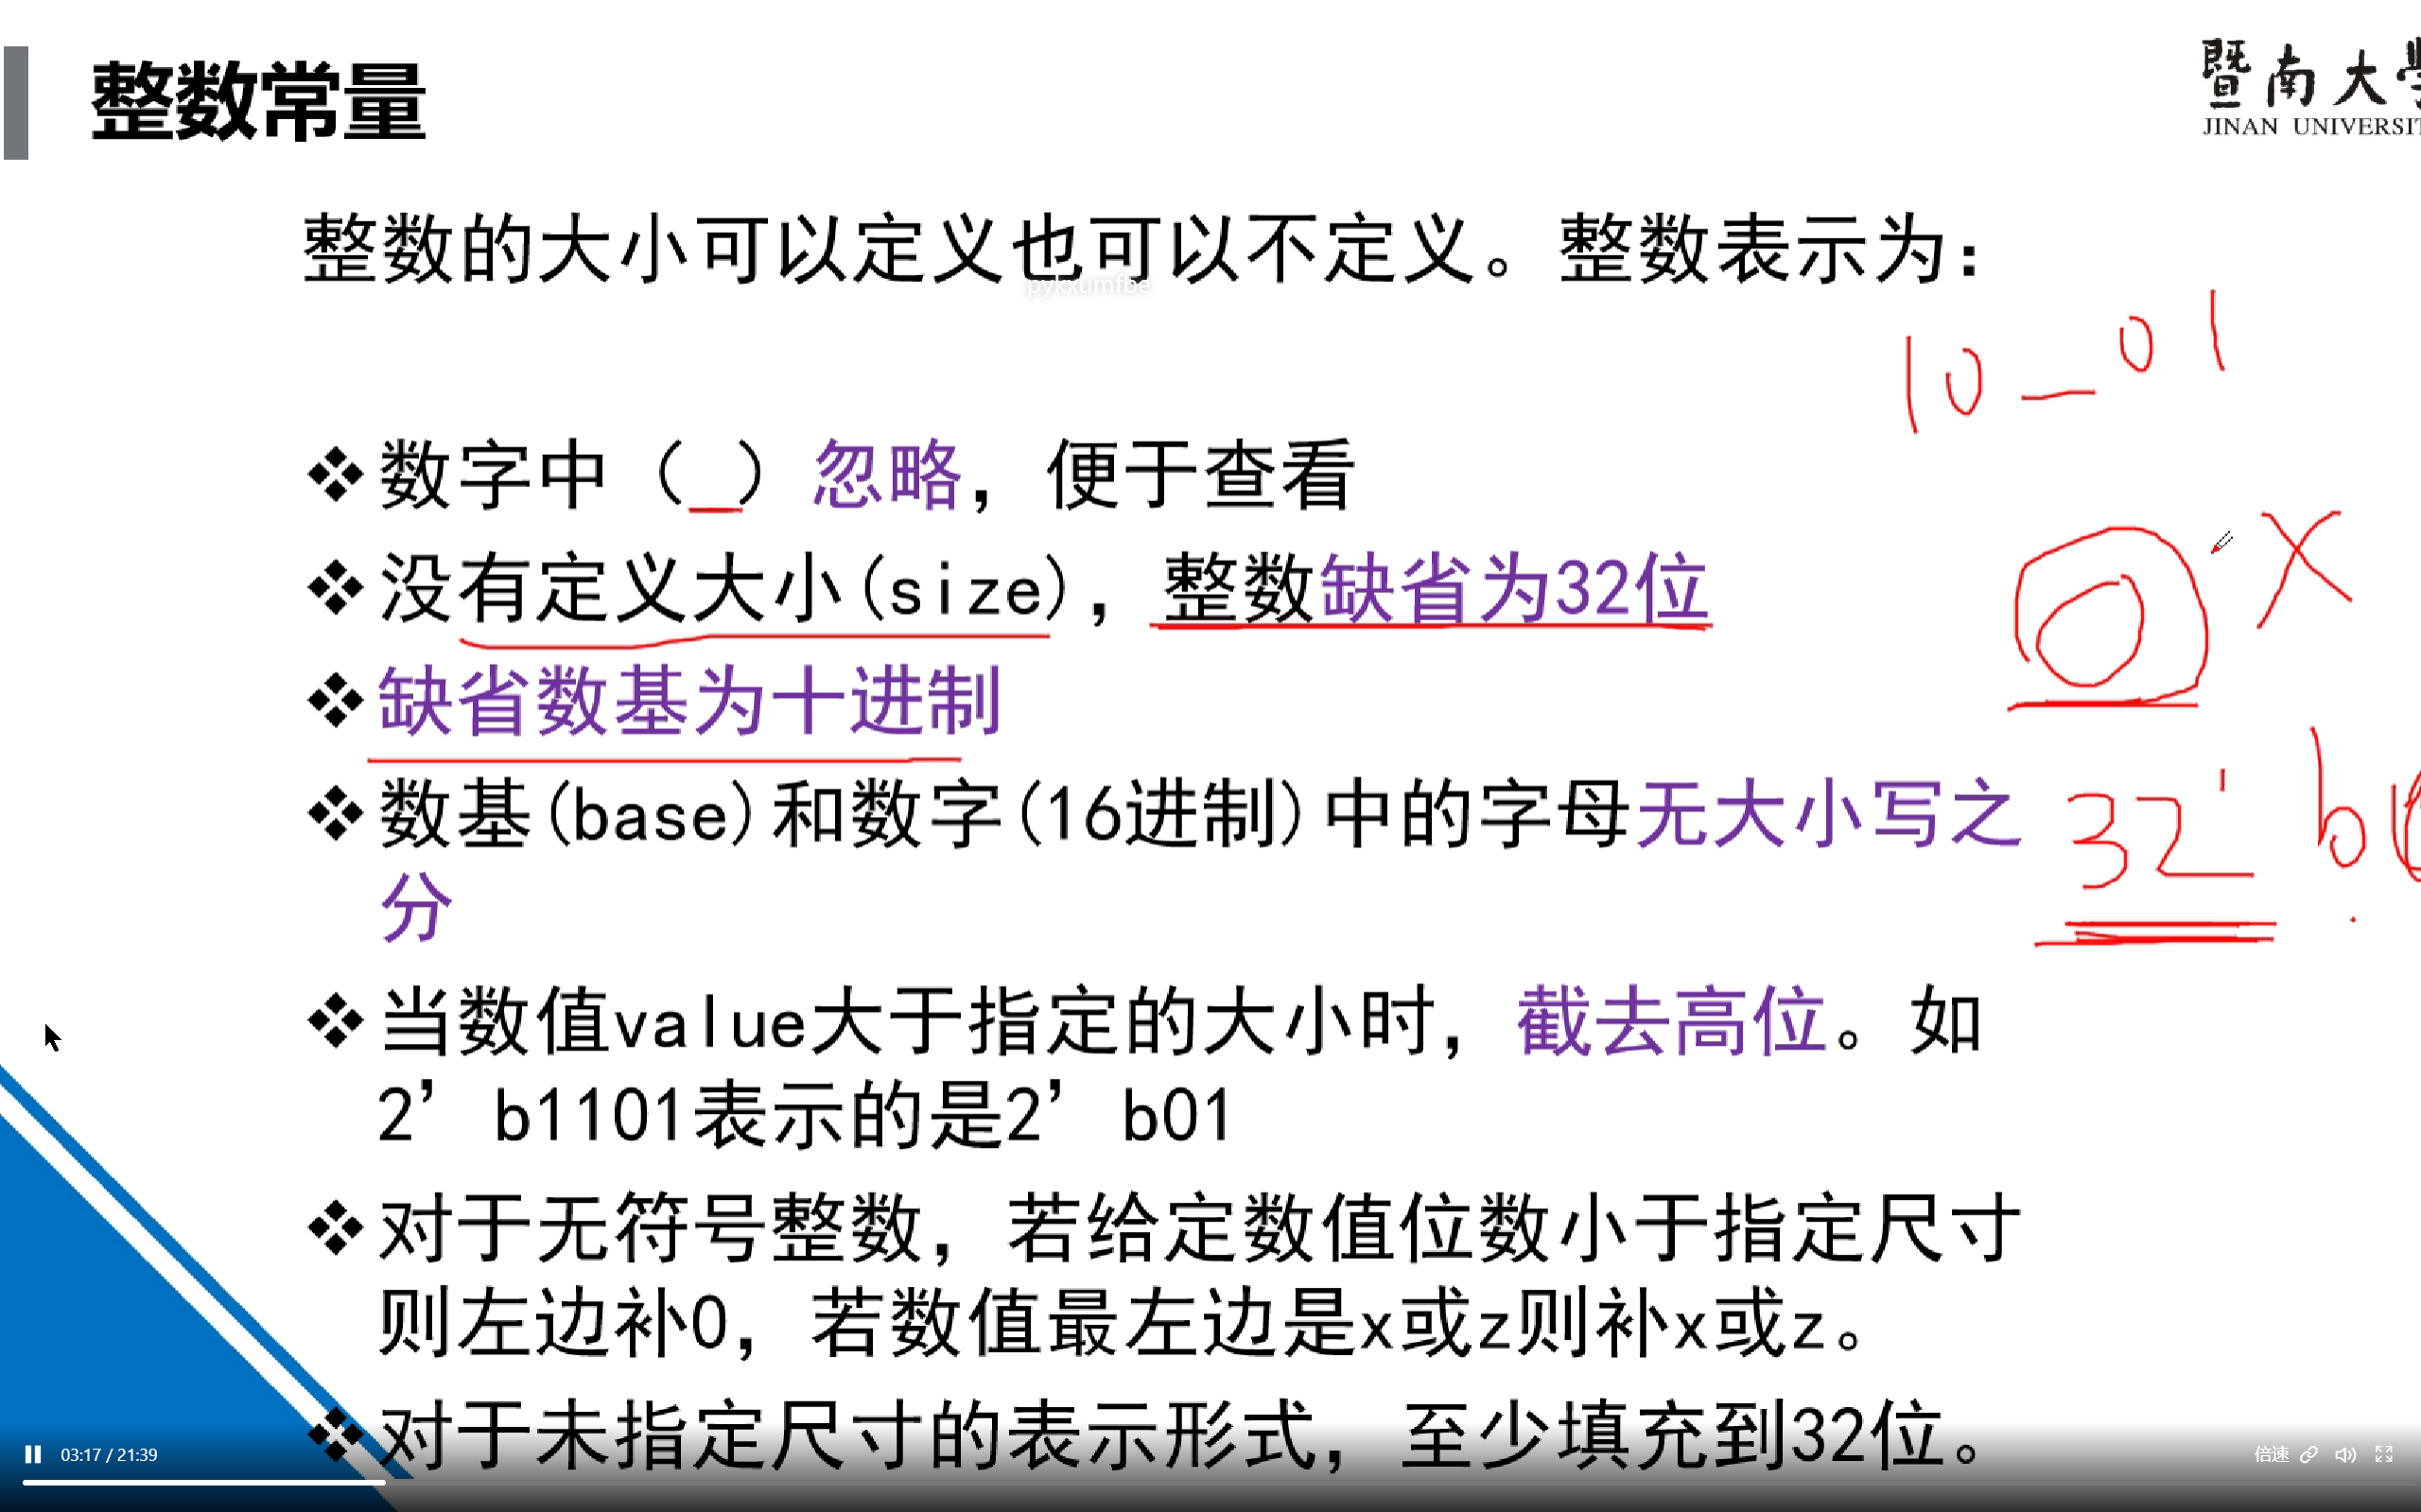 整数常量
暨南大學
JINAN UNIVERSIT
整数的大小可以定义也可以不定义。整数表示为:
pykxumfbe
10_01
❖数字中（_）忽略，便于查看
❖没有定义大小(size)，整数缺省为32位
X
❖缺省数基为十进制
❖数基(base)和数字(16进制)中的字母无大小写之
分
32'b
❖当数值value大于指定的大小时，截去高位。如
2’b1101表示的是2’b01
❖对于无符号整数，若给定数值位数小于指定尺寸
则左边补0，若数值最左边是x或z则补x或z。
❖对于未指定尺寸的表示形式，至少填充到32位。
03:17 / 21:39
倍速